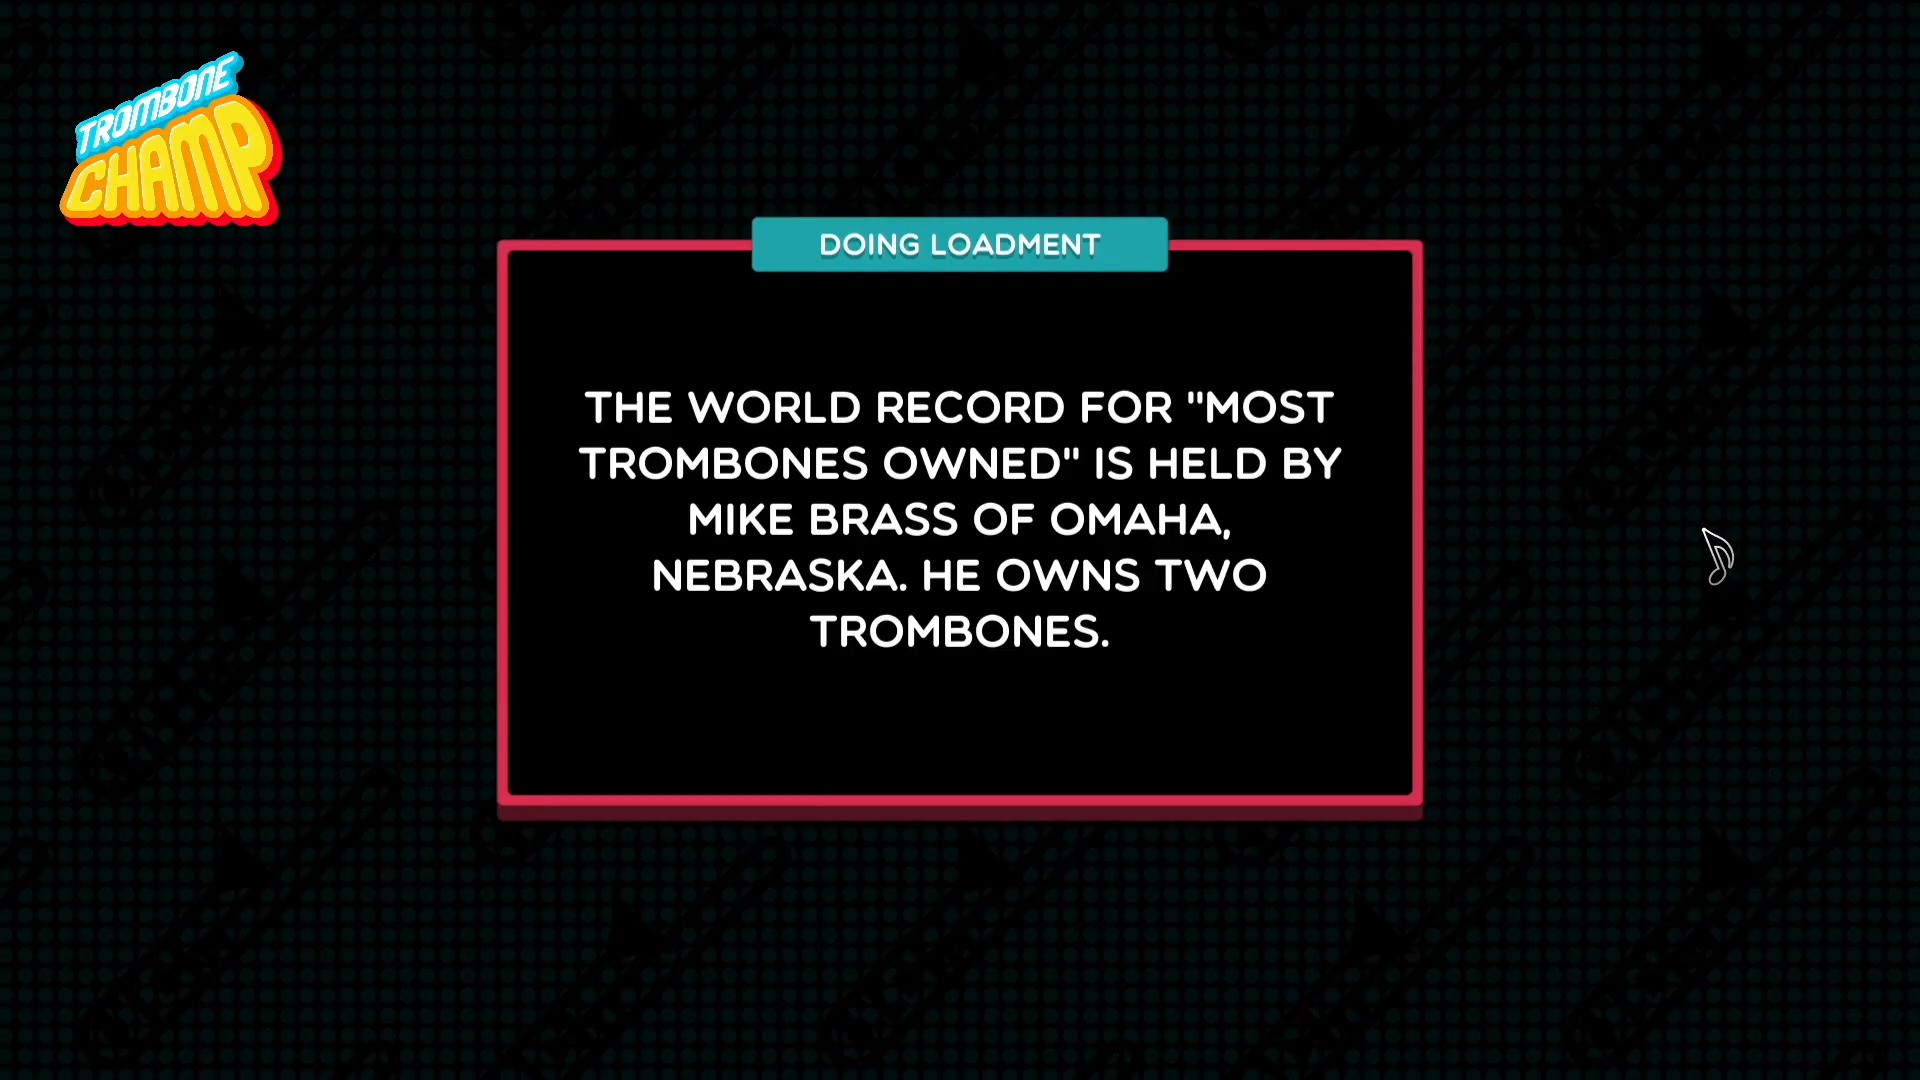 TROMBONE
CHAMP
DOING LOADMENT
THE WORLD RECORD FOR "MOST
TROMBONES OWNED" IS HELD BY
MIKE BRASS OF OMAHA,
NEBRASKA. HE OWNS TWO
TROMBONES.